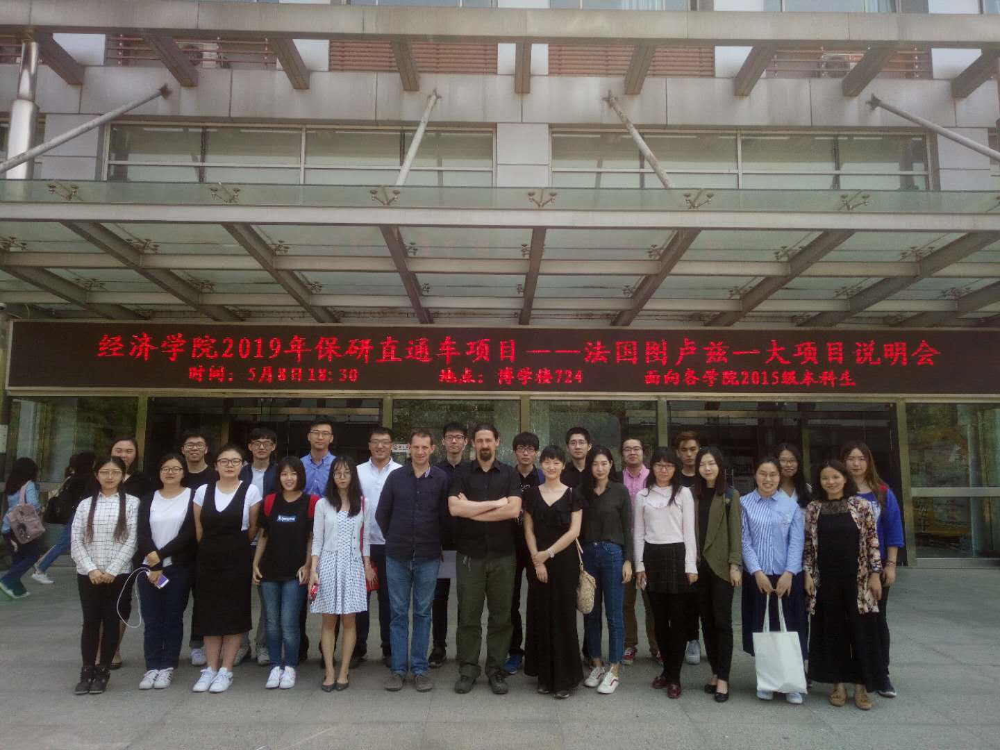 经济学院2019年保研直通车项目——法国图卢兹一大项目说明会
时间：5月8日18:30 地点：博学楼724 面向各学院2015级本科生
Supreme